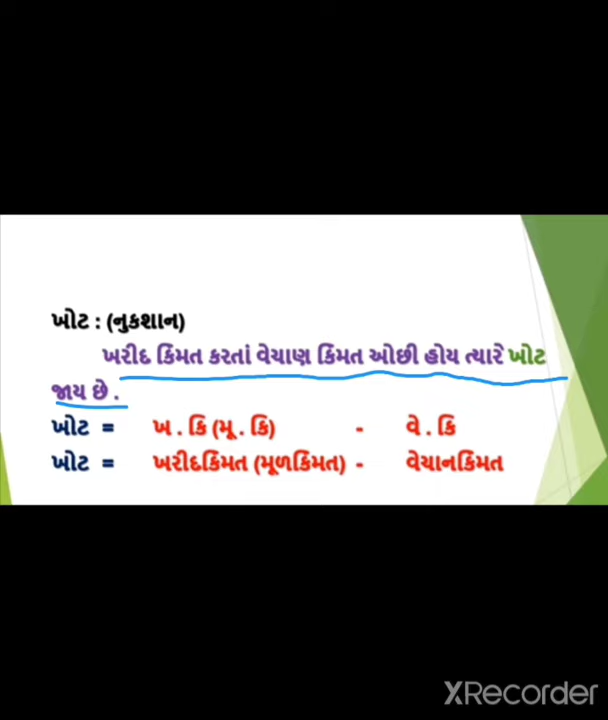 ખોટ : (નુકશાન)
ખરીદ કિંમત કરતાં વેચાણ કિંમત ઓછી હોય ત્યારે ખોટ
જાય છે .
ખોટ = ખ . કિ (મૂ . કિ) - વે . કિ
ખોટ = ખરીદકિંમત (મૂળકિંમત) - વેચાનકિંમત
XRecorder